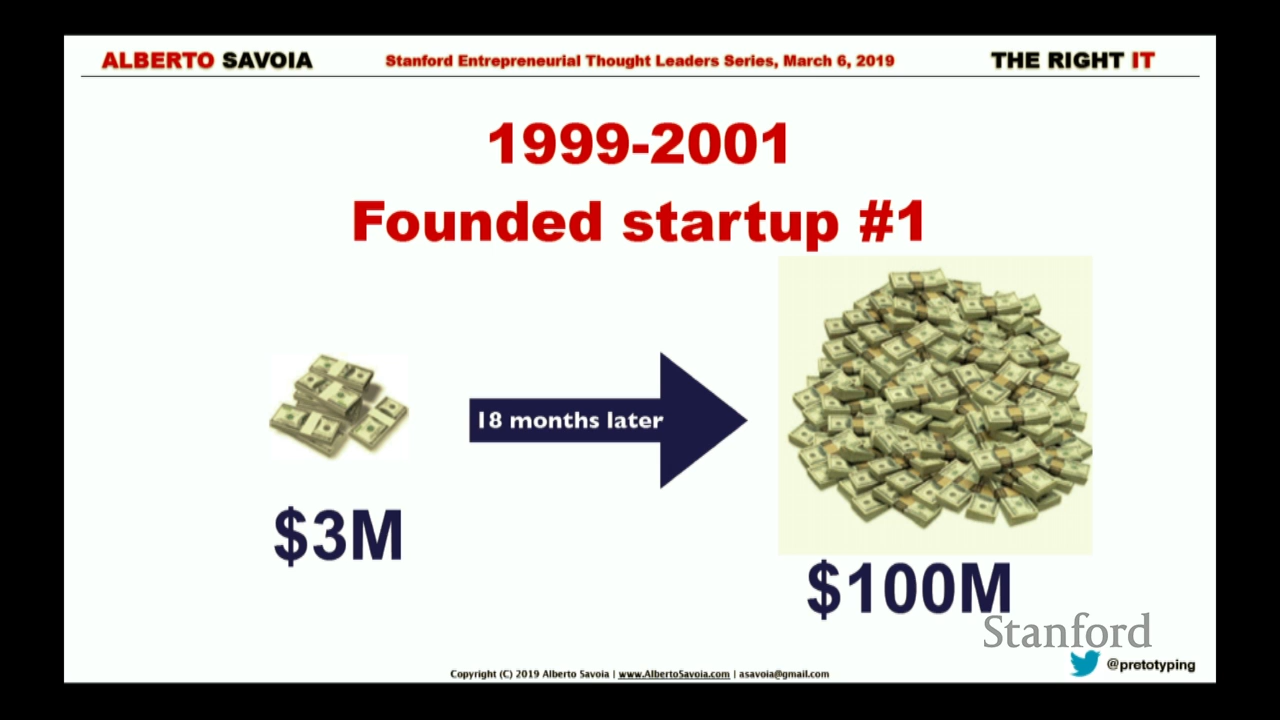 ALBERTO SAVOIA
Stanford Entrepreneurial Thought Leaders Series, March 6, 2019
THE RIGHT IT
1999-2001
Founded startup #1
18 months later
$3M
$100M
Stanford
@pretotyping
Copyright (C) 2019 Alberto Savoia | www.AlbertoSavoia.com | asavoia@gmail.com